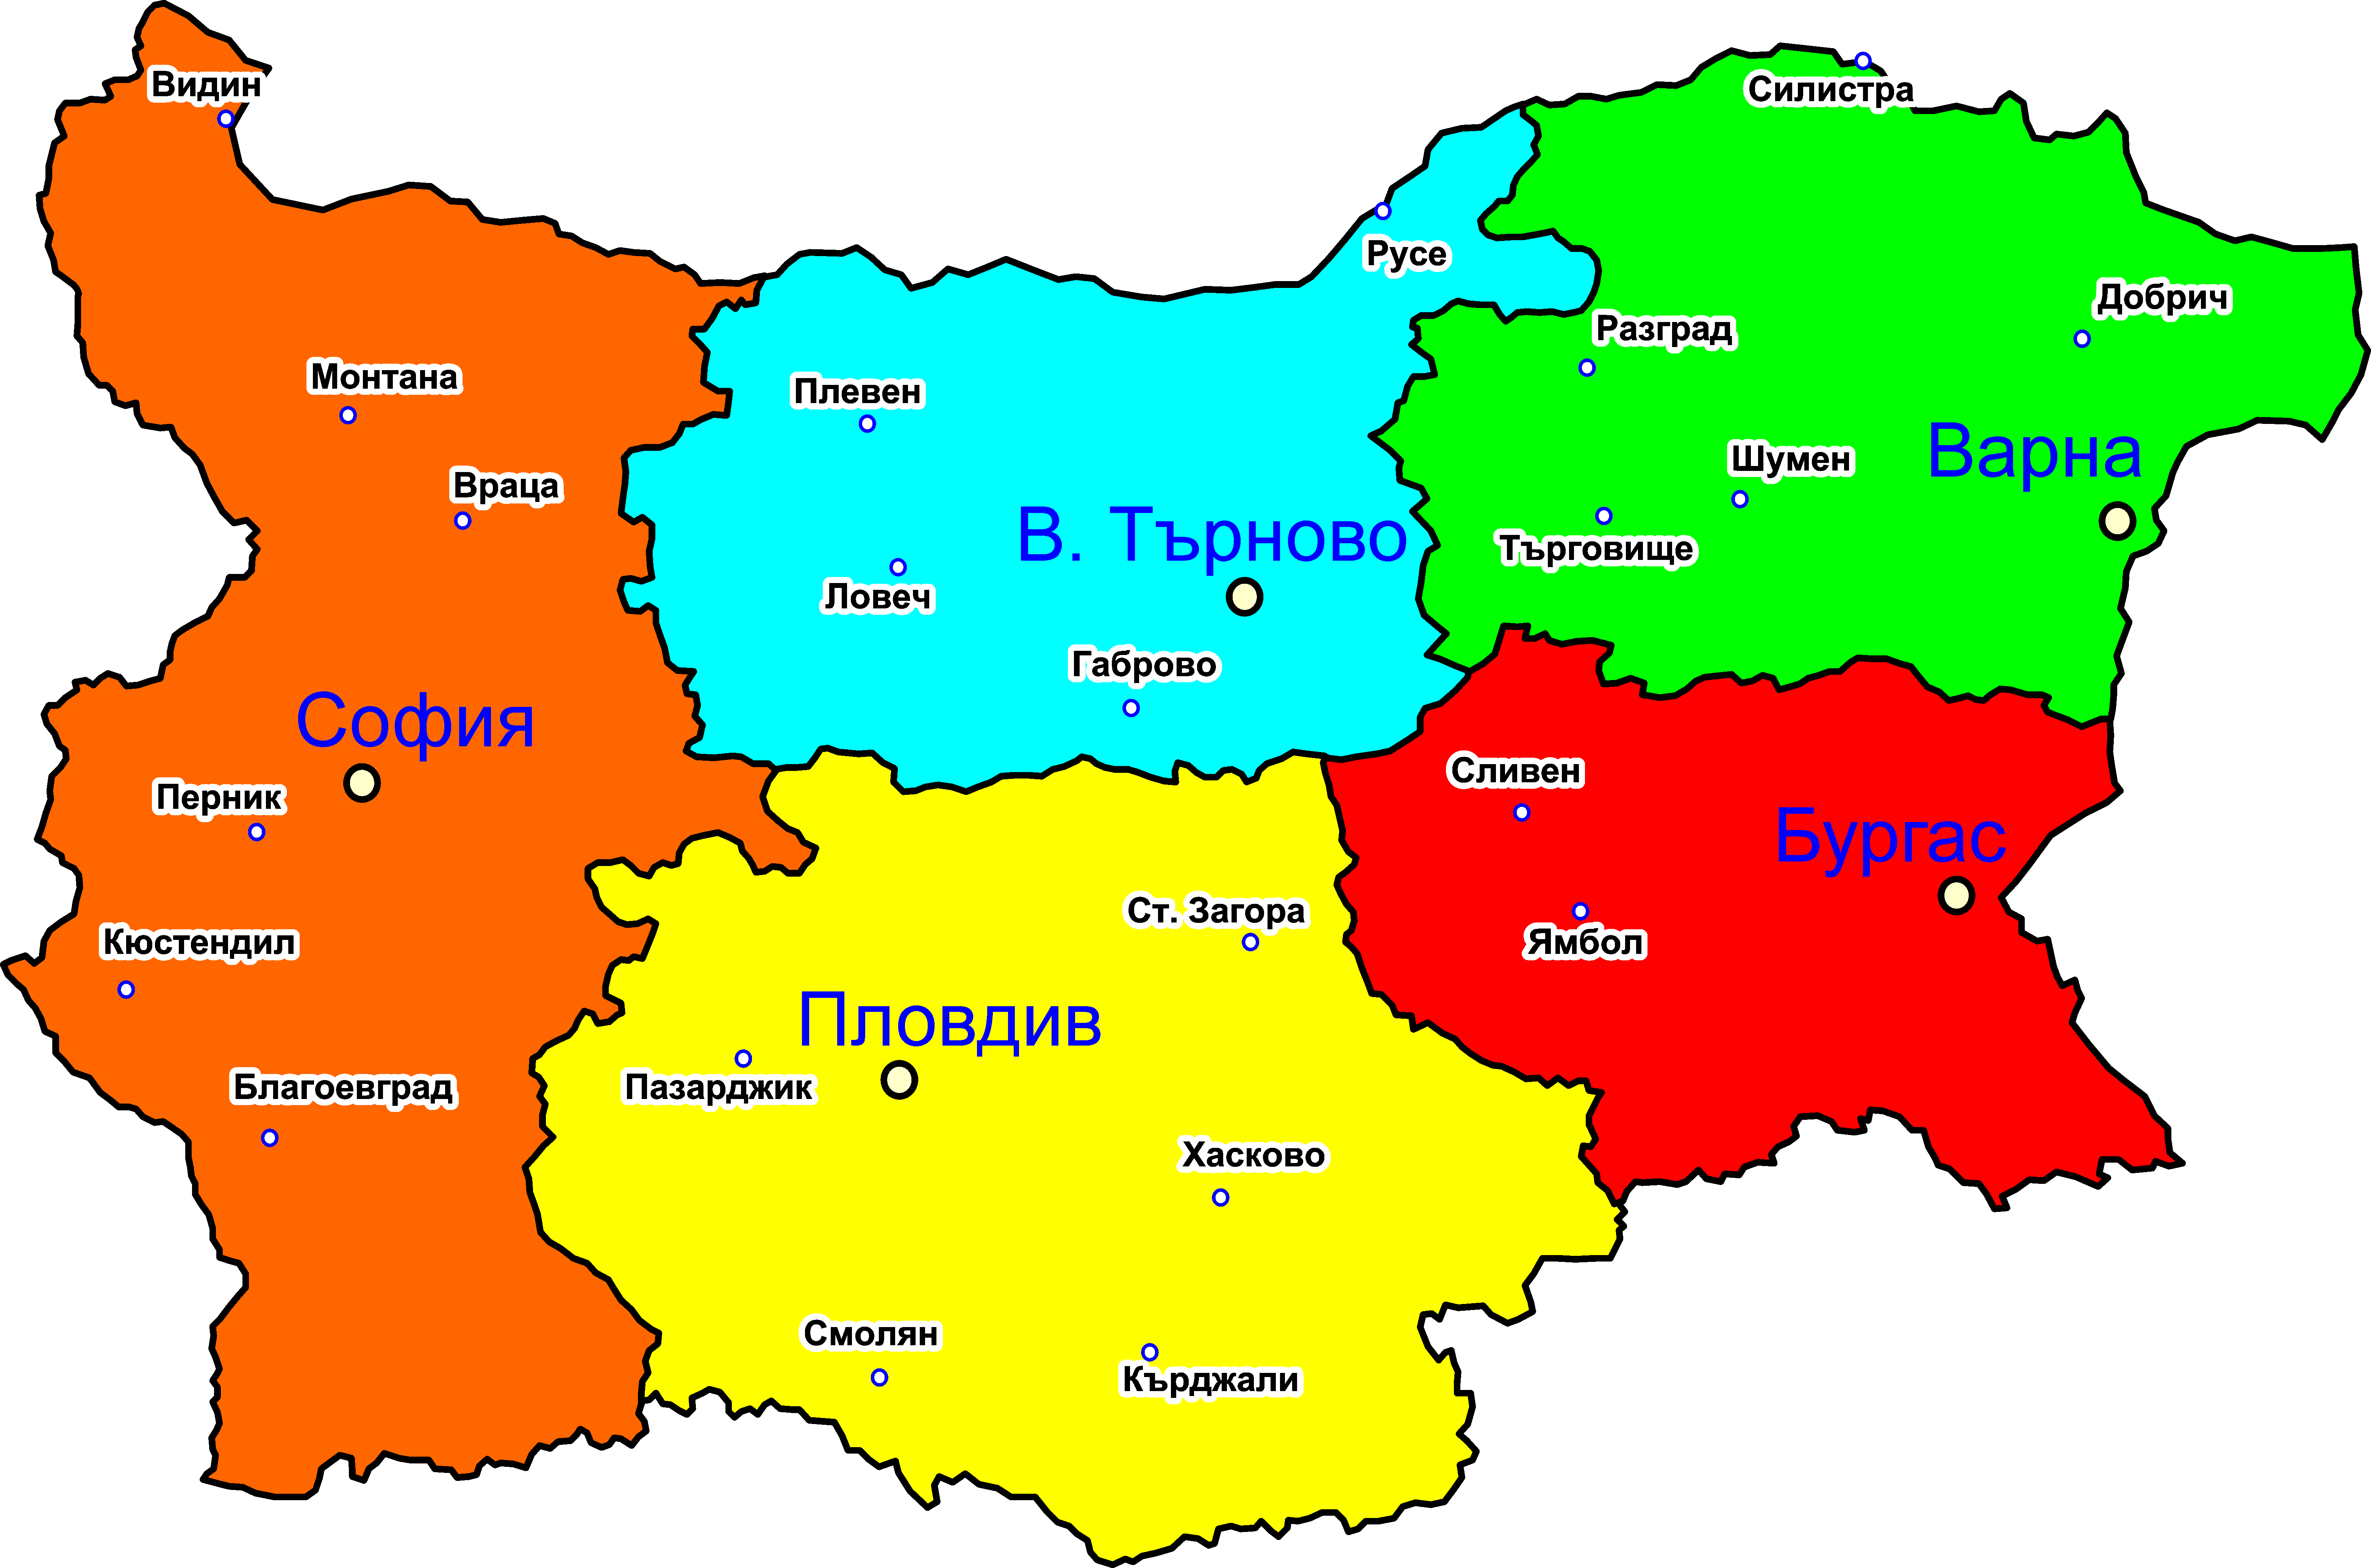 Видин
Силистра
Русе
Добрич
Разград
Монтана
Плевен
Варна
Шумен
Враца
В. Търново
Търговище
Ловеч
Габрово
София
Сливен
Перник
Бургас
Ст. Загора
Кюстендил
Ямбол
Пловдив
Благоевград
Пазарджик
Хасково
Смолян
Кърджали